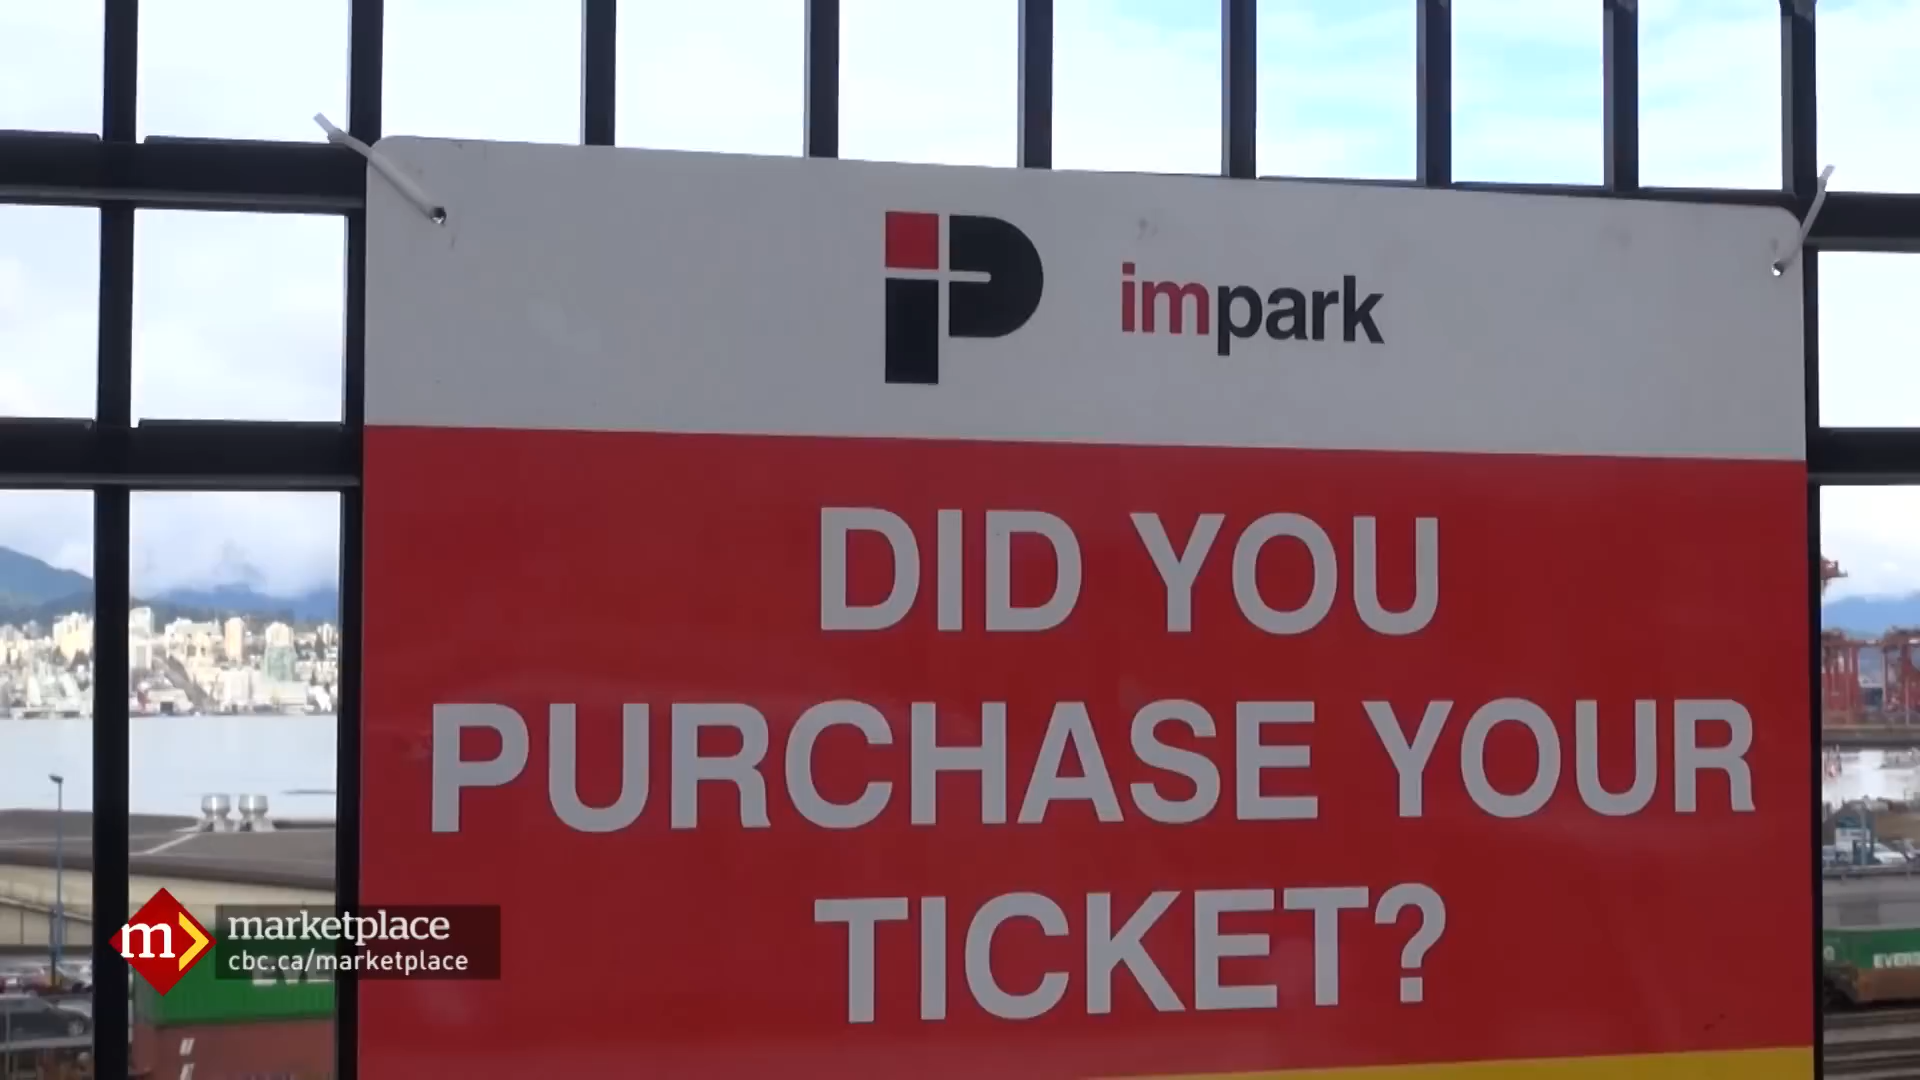 impark
DID YOU
PURCHASE YOUR
TICKET?
m
marketplace
cbc.ca/marketplace